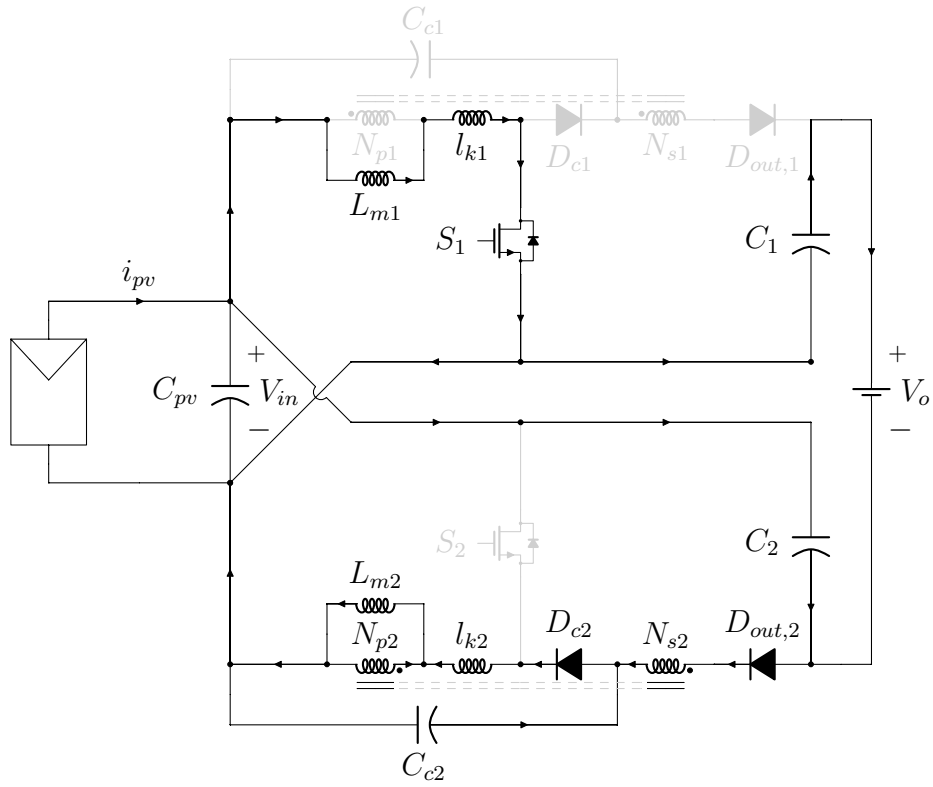 C_{c1}
N_{p1} l_{k1} D_{c1} N_{s1} D_{out,1}
L_{m1}
S_1 C_1
i_{pv}
+ +
C_{pv} V_{in} V_o
− −
S_2 C_2
L_{m2}
N_{p2} l_{k2} D_{c2} N_{s2} D_{out,2}
C_{c2}